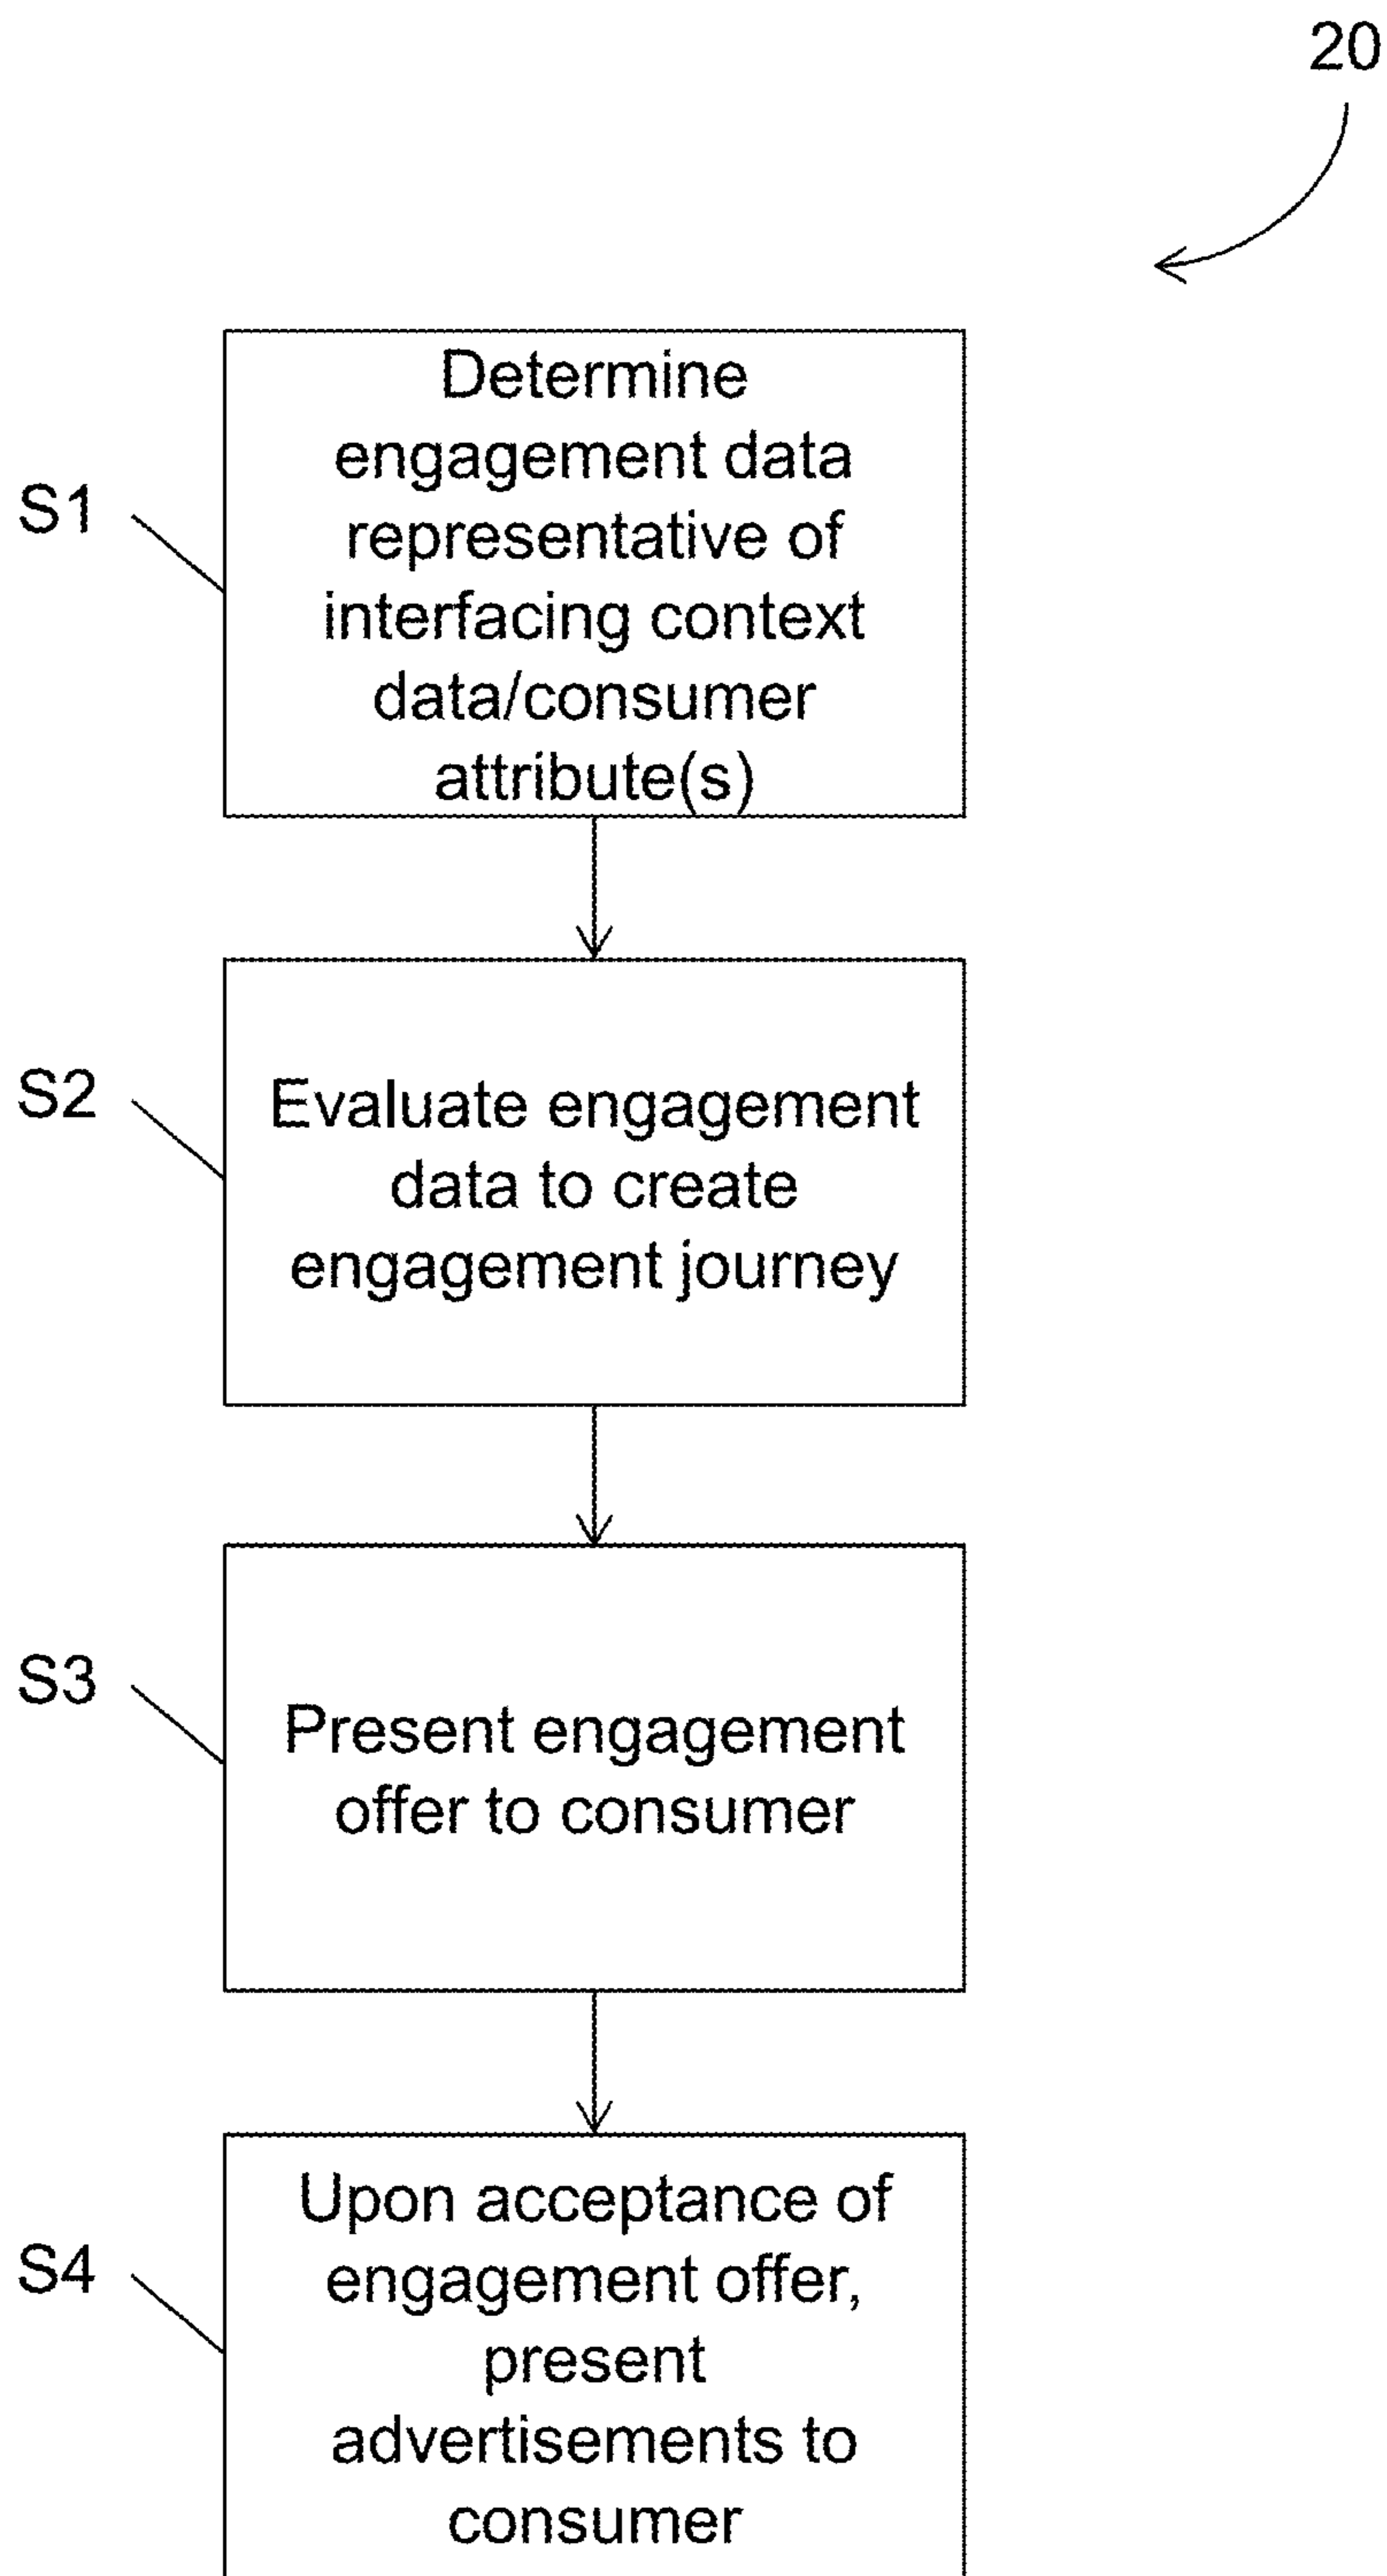 20
S1
Determine
engagement data
representative of
interfacing context
data/consumer
attribute(s)
S2
Evaluate engagement
data to create
engagement journey
S3
Present engagement
offer to consumer
S4
Upon acceptance of
engagement offer,
present
advertisements to
consumer